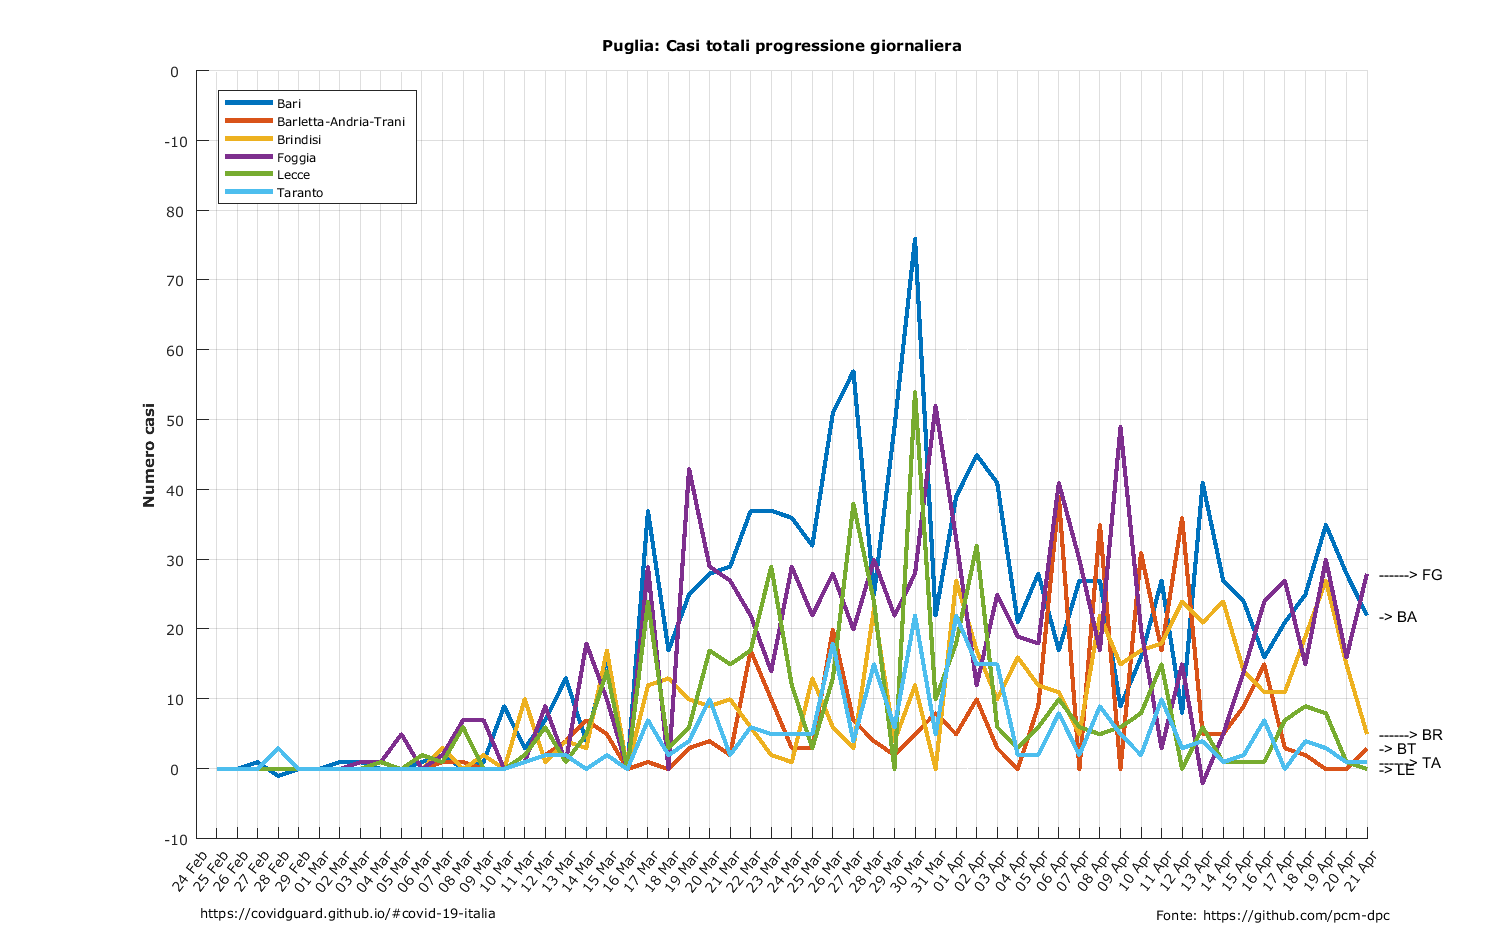 Puglia: Casi totali progressione giornaliera
0
-10
80
70
60
50
40
30
20
10
0
-10
Numero casi
Bari
Barletta-Andria-Trani
Brindisi
Foggia
Lecce
Taranto
------> FG
-> BA
------> BR
-> BT
------> TA
-> LE
24 Feb
25 Feb
26 Feb
27 Feb
28 Feb
29 Feb
01 Mar
02 Mar
03 Mar
04 Mar
05 Mar
06 Mar
07 Mar
08 Mar
09 Mar
10 Mar
11 Mar
12 Mar
13 Mar
14 Mar
15 Mar
16 Mar
17 Mar
18 Mar
19 Mar
20 Mar
21 Mar
22 Mar
23 Mar
24 Mar
25 Mar
26 Mar
27 Mar
28 Mar
29 Mar
30 Mar
31 Mar
01 Apr
02 Apr
03 Apr
04 Apr
05 Apr
06 Apr
07 Apr
08 Apr
09 Apr
10 Apr
11 Apr
12 Apr
13 Apr
14 Apr
15 Apr
16 Apr
17 Apr
18 Apr
19 Apr
20 Apr
21 Apr
https://covidguard.github.io/#covid-19-italia
Fonte: https://github.com/pcm-dpc